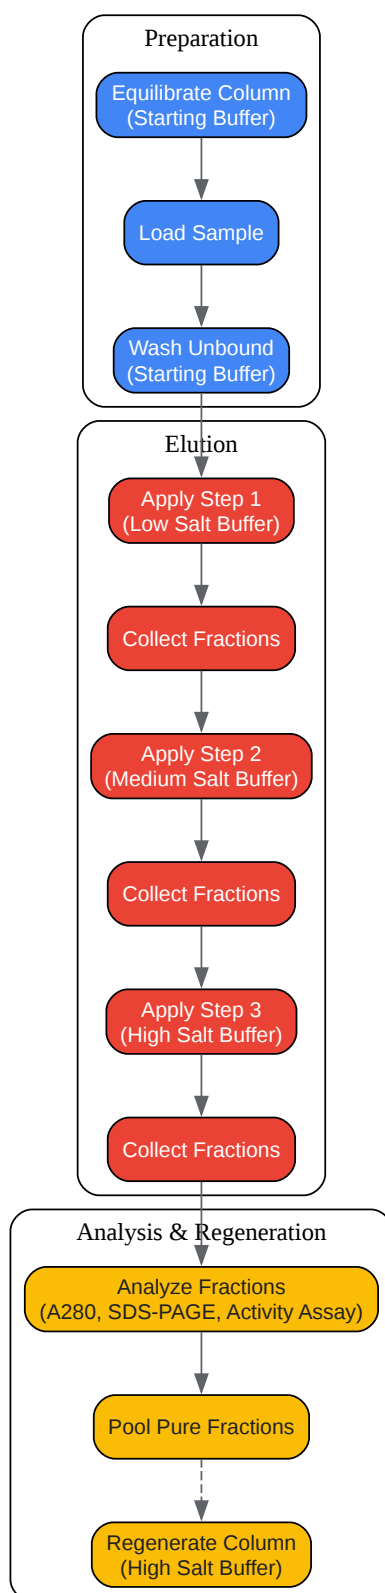 Preparation
Equilibrate Column
(Starting Buffer)
Load Sample
Wash Unbound
(Starting Buffer)
Elution
Apply Step 1
(Low Salt Buffer)
Collect Fractions
Apply Step 2
(Medium Salt Buffer)
Collect Fractions
Apply Step 3
(High Salt Buffer)
Collect Fractions
Analysis & Regeneration
Analyze Fractions
(A280, SDS-PAGE, Activity Assay)
Pool Pure Fractions
Regenerate Column
(High Salt Buffer)